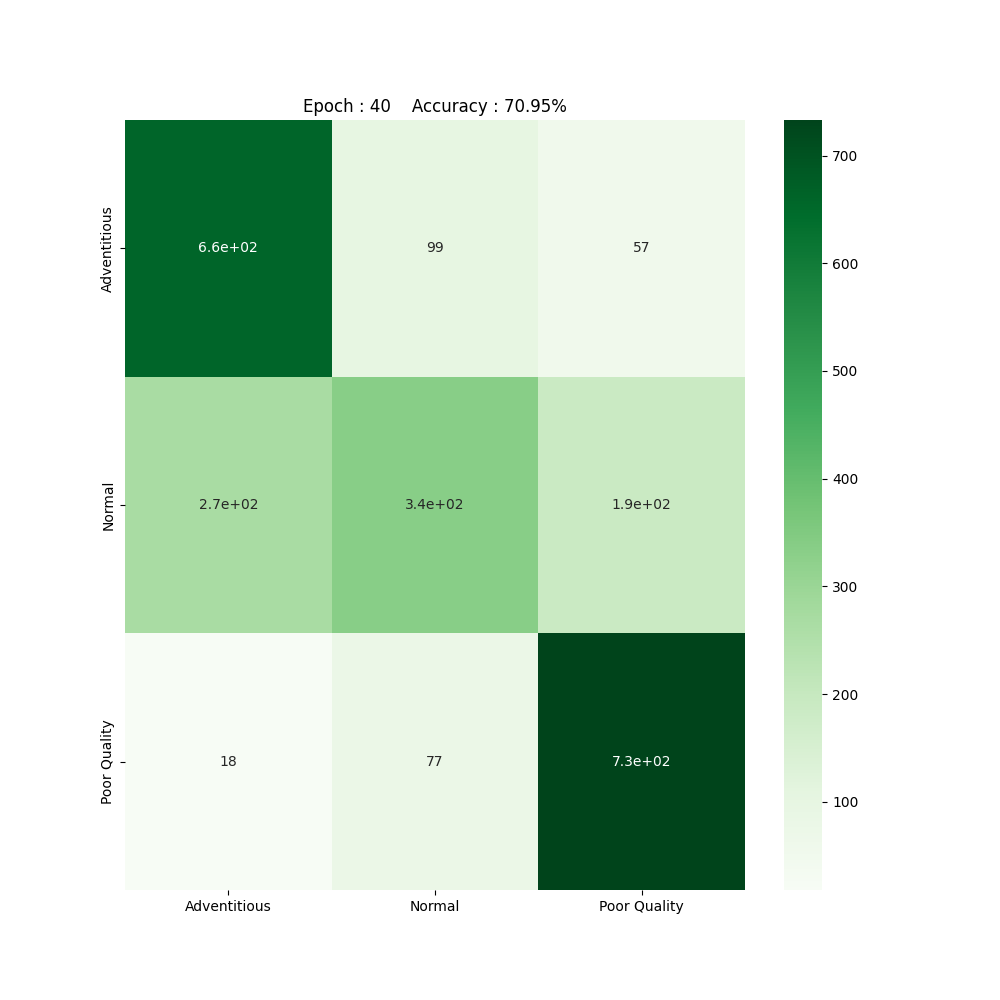 Epoch : 40    Accuracy : 70.95%
Adventitious
6.6e+02 99 57
Normal
2.7e+02 3.4e+02 1.9e+02
Poor Quality
18 77 7.3e+02
Adventitious Normal Poor Quality
700
600
500
400
300
200
100